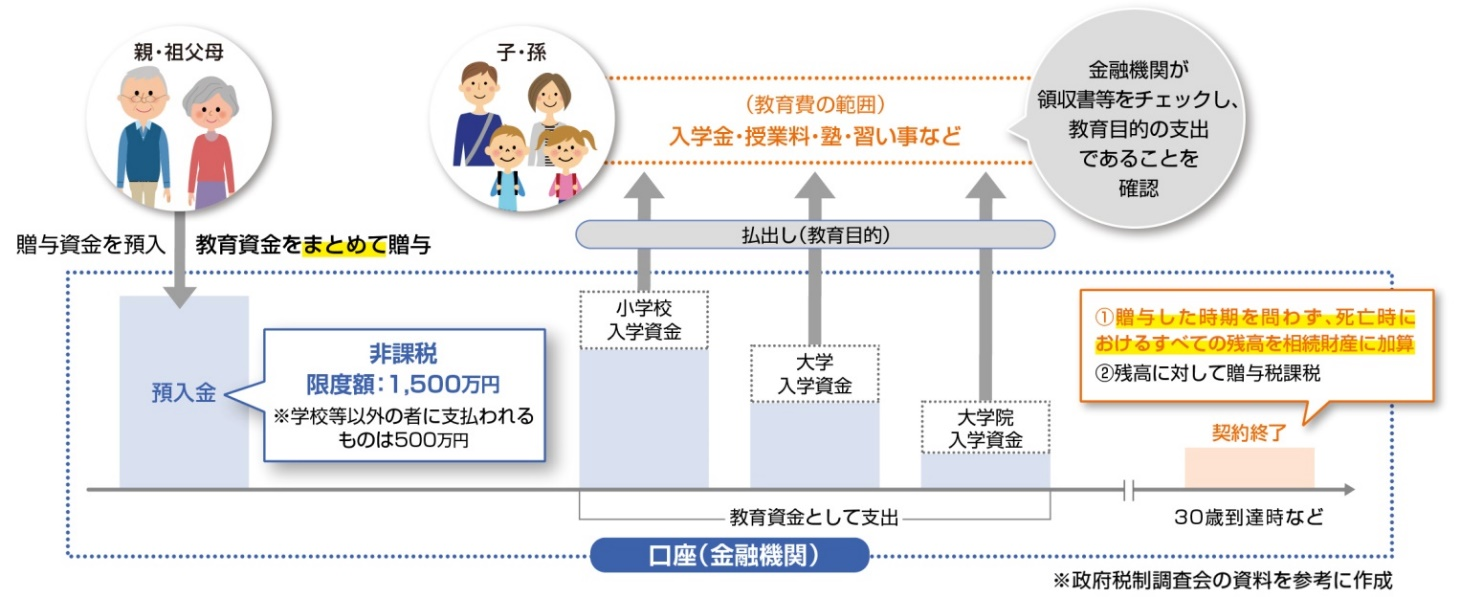 親・祖父母
子・孫
(教育費の範囲)
入学金・授業料・塾・習い事など
金融機関が
領収書等をチェックし、
教育目的の支出
であることを
確認
贈与資金を預入
教育資金をまとめて贈与
払出し(教育目的)
預入金
非課税
限度額:1,500万円
※学校等以外の者に支払われる
ものは500万円
小学校
入学資金
大学
入学資金
大学院
入学資金
①贈与した時期を問わず、死亡時に
おけるすべての残高を相続財産に加算
②残高に対して贈与税課税
契約終了
教育資金として支出
30歳到達時など
口座(金融機関)
※政府税制調査会の資料を参考に作成